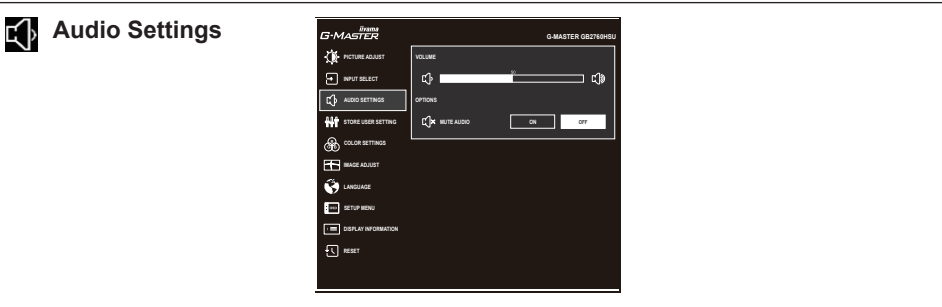 Audio Settings
iiyama
G-MASTER
G-MASTER GB2760HSU
PICTURE ADJUST
INPUT SELECT
AUDIO SETTINGS
STORE USER SETTING
COLOR SETTINGS
IMAGE ADJUST
LANGUAGE
SETUP MENU
DISPLAY INFORMATION
RESET
VOLUME
50
OPTIONS
MUTE AUDIO
ON
OFF